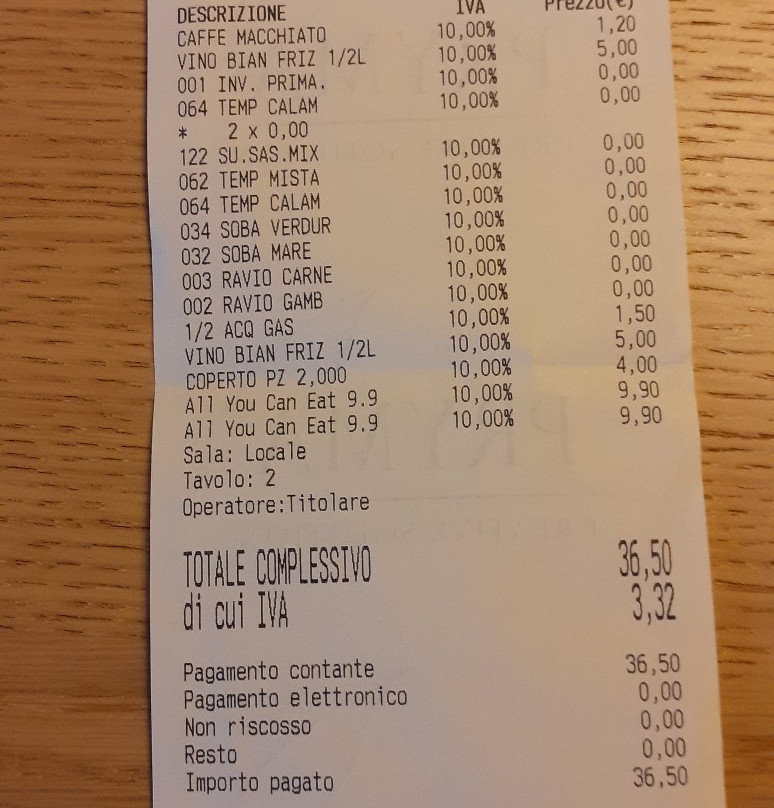 DESCRIZIONE IVA Prezzo(€)
CAFFE MACCHIATO 10,00% 1,20
VINO BIAN FRIZ 1/2L 10,00% 5,00
001 INV. PRIMA. 10,00% 0,00
064 TEMP CALAM 10,00% 0,00
* 2 x 0,00
122 SU.SAS.MIX 10,00% 0,00
062 TEMP MISTA 10,00% 0,00
064 TEMP CALAM 10,00% 0,00
034 SOBA VERDUR 10,00% 0,00
032 SOBA MARE 10,00% 0,00
003 RAVIO CARNE 10,00% 0,00
002 RAVIO GAMB 10,00% 0,00
1/2 ACQ GAS 10,00% 1,50
VINO BIAN FRIZ 1/2L 10,00% 5,00
COPERTO PZ 2,000 10,00% 4,00
All You Can Eat 9.9 10,00% 9,90
All You Can Eat 9.9 10,00% 9,90
Sala: Locale
Tavolo: 2
Operatore:Titolare
TOTALE COMPLESSIVO 36,50
di cui IVA 3,32
Pagamento contante 36,50
Pagamento elettronico 0,00
Non riscosso 0,00
Resto 0,00
Importo pagato 36,50